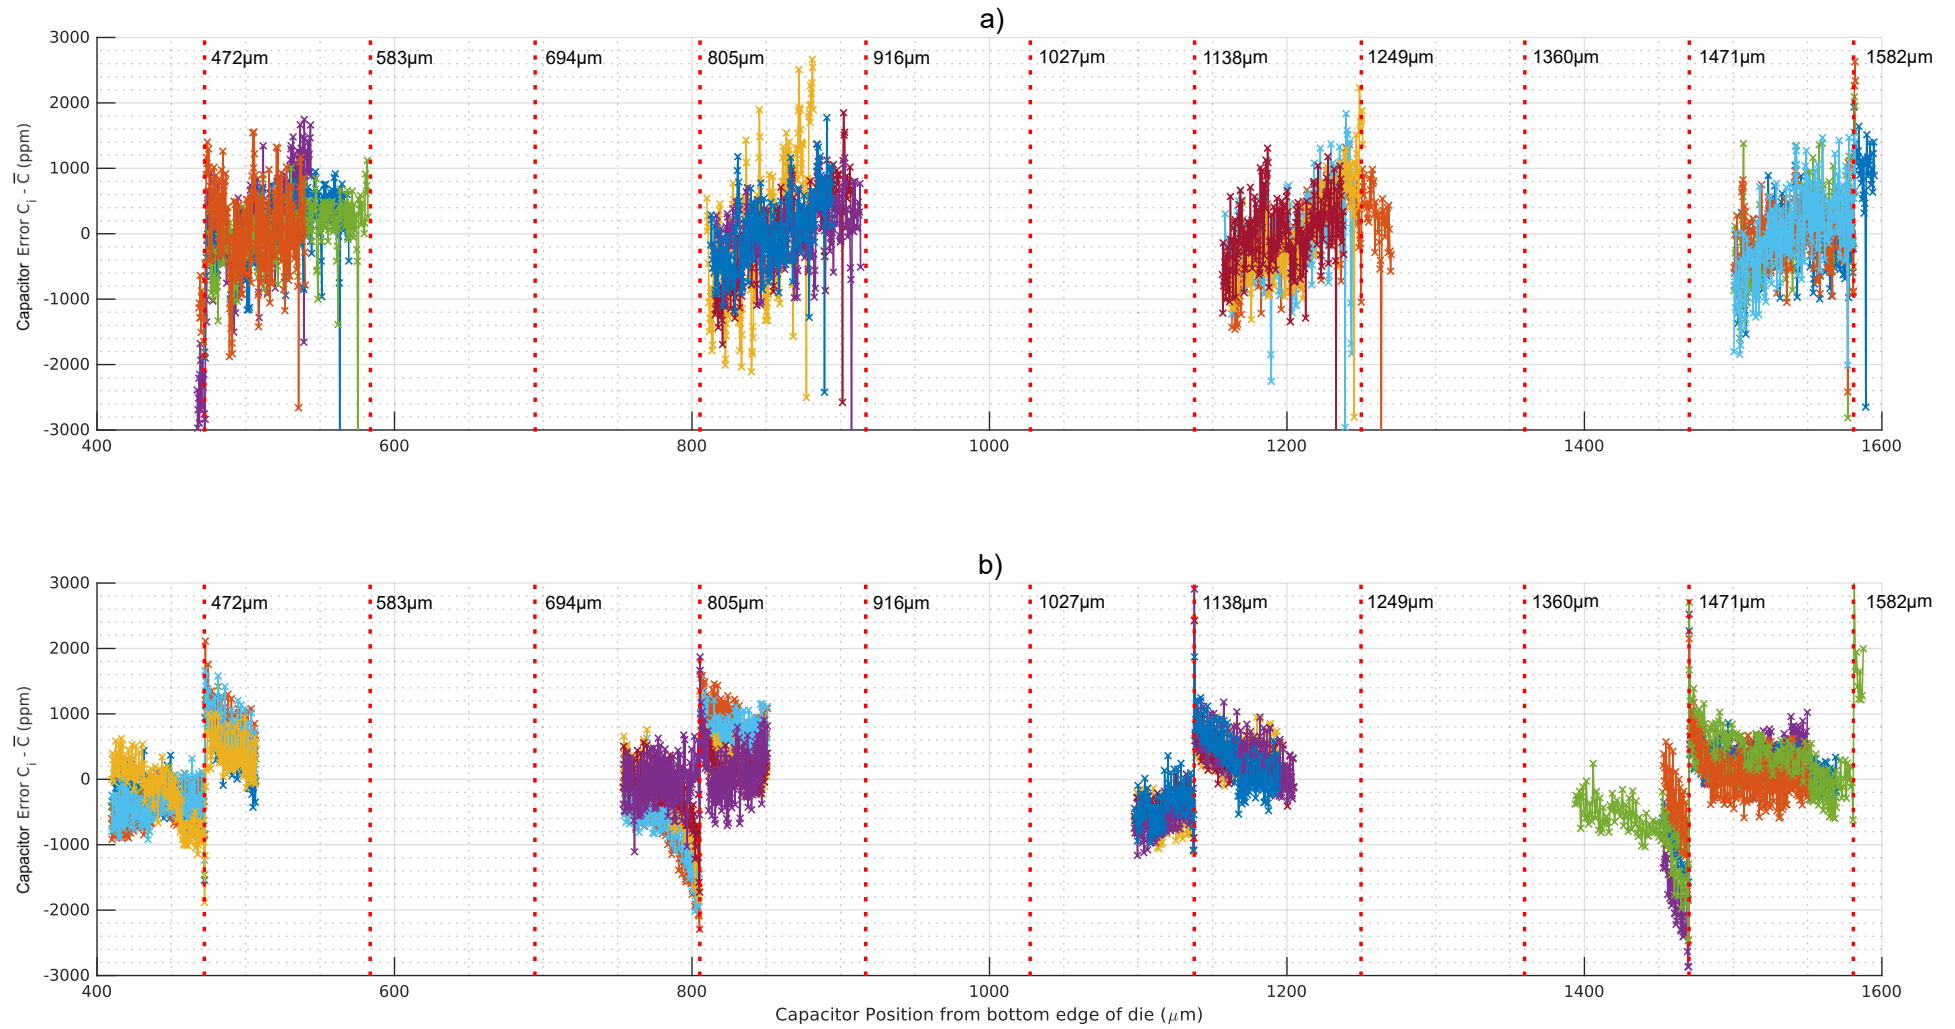 a)
3000
2000
1000
0
-1000
-2000
-3000
Capacitor Error C_i - C̅ (ppm)
472µm 583µm 694µm 805µm 916µm 1027µm 1138µm 1249µm 1360µm 1471µm 1582µm
400 600 800 1000 1200 1400 1600
b)
3000
2000
1000
0
-1000
-2000
-3000
Capacitor Error C_i - C̅ (ppm)
472µm 583µm 694µm 805µm 916µm 1027µm 1138µm 1249µm 1360µm 1471µm 1582µm
400 600 800 1000 1200 1400 1600
Capacitor Position from bottom edge of die (μm)